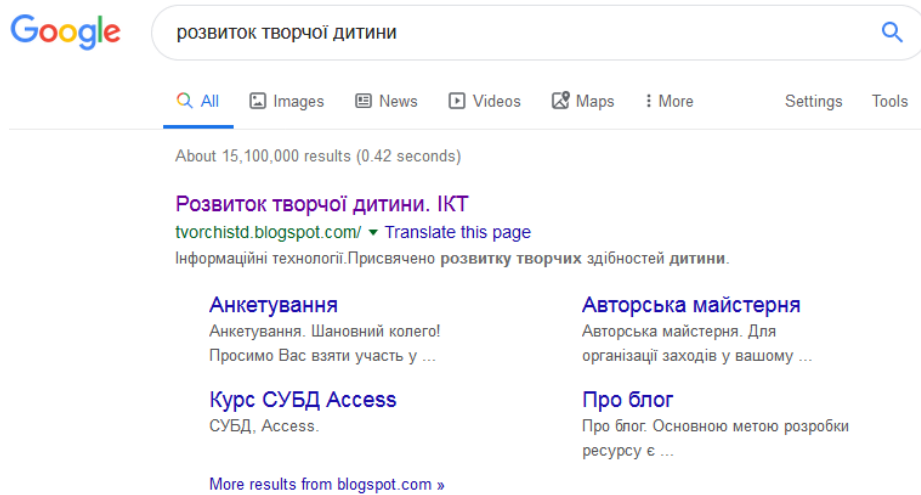 Google розвиток творчої дитини
All Images News Videos Maps More Settings Tools
About 15,100,000 results (0.42 seconds)
Розвиток творчої дитини. ІКТ
tvorchistd.blogspot.com/ Translate this page
Інформаційні технології.Присвячено розвитку творчих здібностей дитини.
Анкетування
Анкетування. Шановний колего!
Просимо Вас взяти участь у ...
Авторська майстерня
Авторська майстерня. Для
організації заходів у вашому ...
Курс СУБД Access
СУБД, Access.
Про блог
Про блог. Основною метою розробки
ресурсу є ...
More results from blogspot.com »